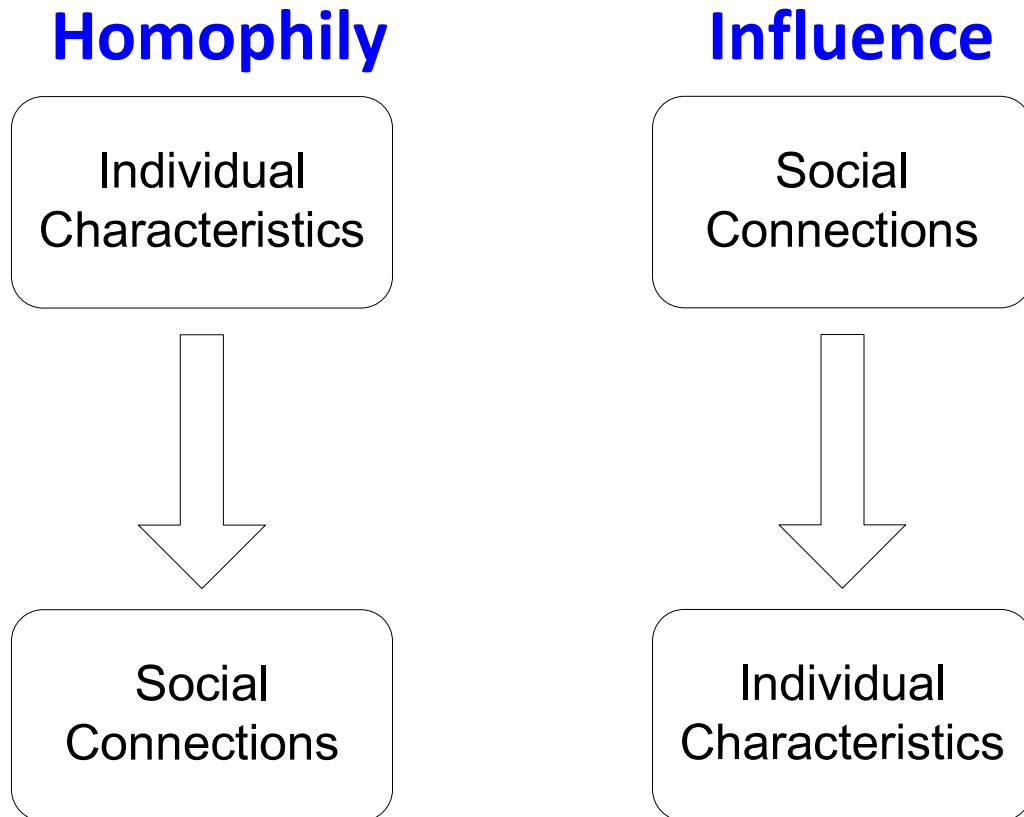 Homophily
Individual
Characteristics
Social
Connections
Influence
Social
Connections
Individual
Characteristics